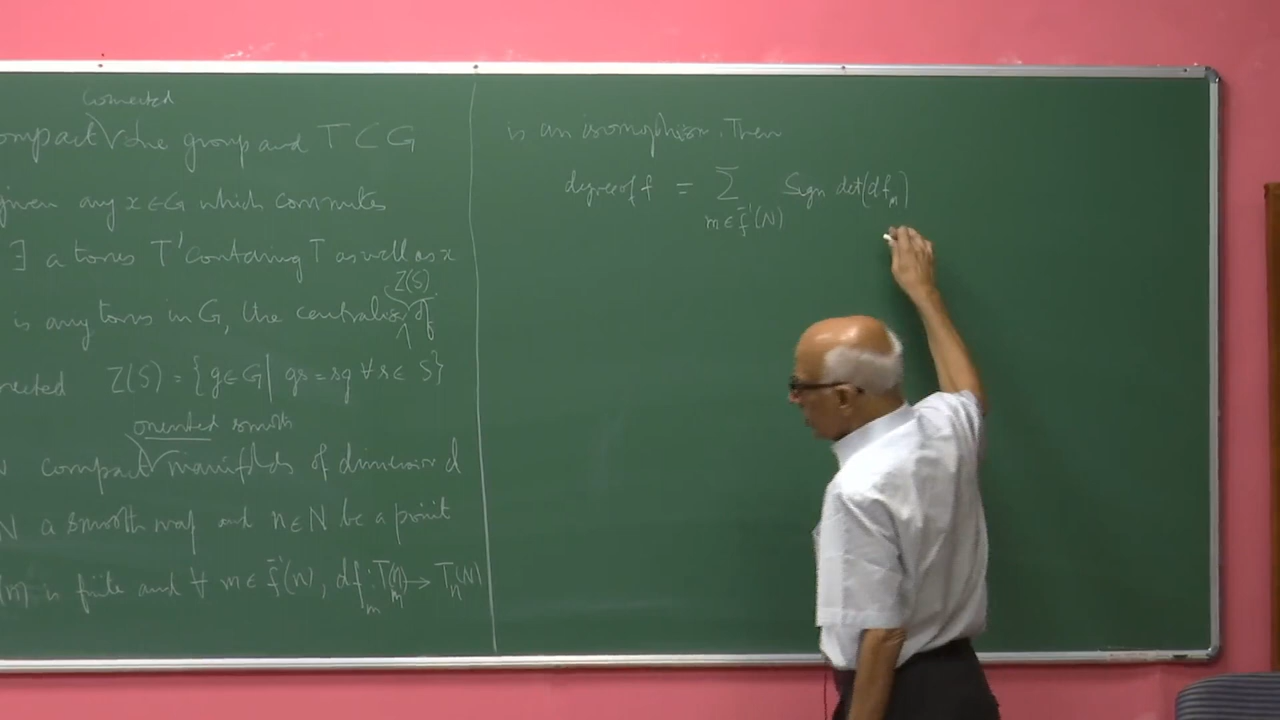 Connected
ompact Lie group and T ⊂ G
given any x ∈ G which commutes
∃ a torus T' containing T as well as x
Z(S)
is any torus in G, the centraliser of
nected Z(S) = {g ∈ G | gs = sg ∀ s ∈ S}
oriented smooth
compact manifolds of dimension d
N a smooth map and n ∈ N be a point
(n) is finite and ∀ m ∈ f⁻¹(n), df_m : T_m(M) → T_n(N)
is an isomorphism. Then
degree of f = Σ_{m ∈ f⁻¹(N)} Sign det(df_m)